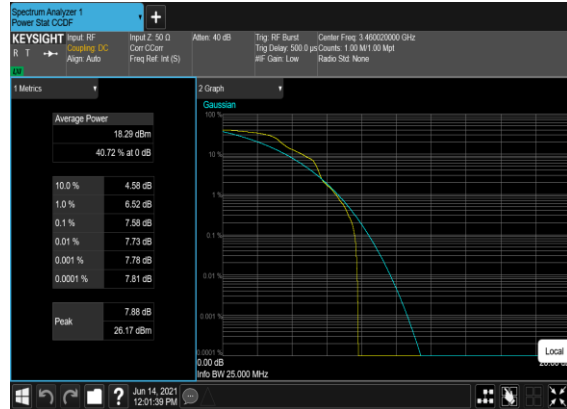 Spectrum Analyzer 1
Power Stat CCDF
KEYSIGHT
R T
Input: RF
Coupling: DC
Align: Auto
Input Z: 50 Ω
Corr CCorr
Freq Ref: Int (S)
Atten: 40 dB
Trig: RF Burst
Trig Delay: 500.0 µs
#IF Gain: Low
Center Freq: 3.460020000 GHz
Counts: 1.00 M/1.00 Mpt
Radio Std: None
1 Metrics
Average Power
18.29 dBm
40.72 % at 0 dB
10.0 % 4.58 dB
1.0 % 6.52 dB
0.1 % 7.58 dB
0.01 % 7.73 dB
0.001 % 7.78 dB
0.0001 % 7.81 dB
Peak
7.88 dB
26.17 dBm
2 Graph
Gaussian
100 %
10 %
1 %
0.1 %
0.01 %
0.001 %
0.0001 %
0.00 dB
Info BW 25.000 MHz
Local
?
Jun 14, 2021
12:01:39 PM